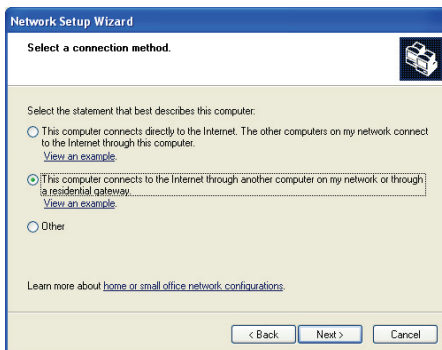 Network Setup Wizard
Select a connection method.
Select the statement that best describes this computer:
This computer connects directly to the Internet. The other computers on my network connect
to the Internet through this computer.
View an example.
This computer connects to the Internet through another computer on my network or through
a residential gateway.
View an example.
Other
Learn more about home or small office network configurations.
< Back Next > Cancel